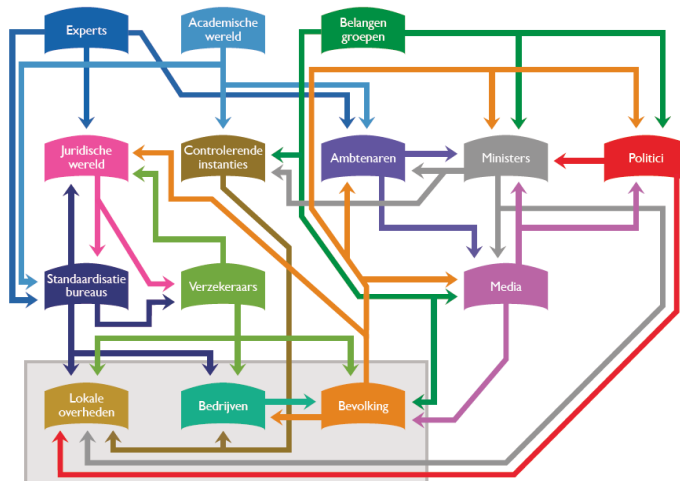 Experts
Academische
wereld
Belangen
groepen
Juridische
wereld
Controlerende
instanties
Ambtenaren
Ministers
Politici
Standaardisatie
bureaus
Verzekeraars
Media
Lokale
overheden
Bedrijven
Bevolking